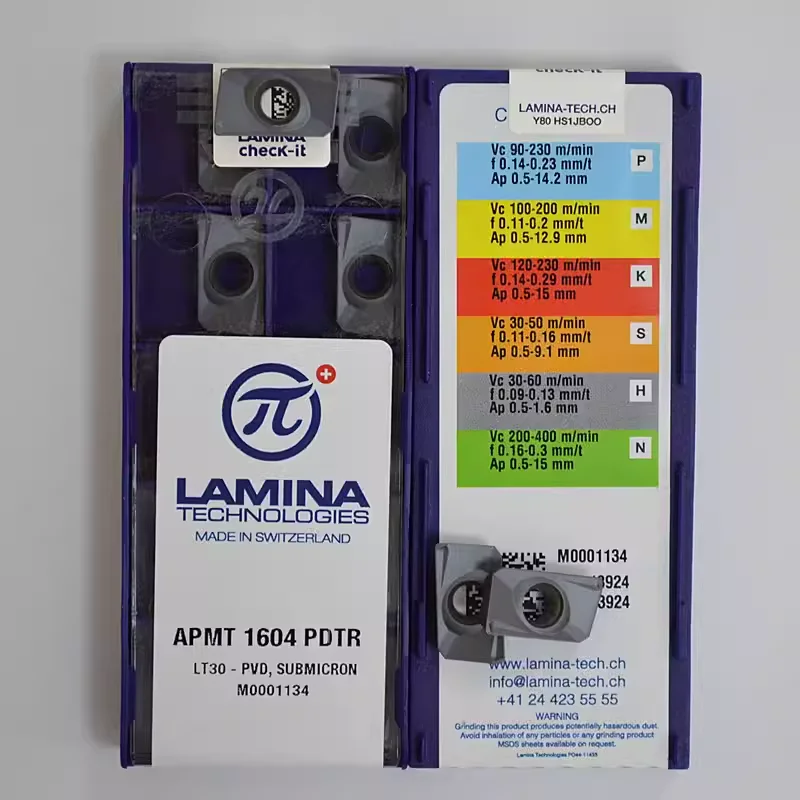 LAMINA
checK-it
π
π
LAMINA
TECHNOLOGIES
MADE IN SWITZERLAND
APMT 1604 PDTR
LT30 - PVD, SUBMICRON
M0001134
checK-it
LAMINA-TECH.CH
Y80 HS1JBOO
C
Vc 90-230 m/min
f 0.14-0.23 mm/t
Ap 0.5-14.2 mm
P
Vc 100-200 m/min
f 0.11-0.2 mm/t
Ap 0.5-12.9 mm
M
Vc 120-230 m/min
f 0.14-0.29 mm/t
Ap 0.5-15 mm
K
Vc 30-50 m/min
f 0.11-0.16 mm/t
Ap 0.5-9.1 mm
S
Vc 30-60 m/min
f 0.09-0.13 mm/t
Ap 0.5-1.6 mm
H
Vc 200-400 m/min
f 0.16-0.3 mm/t
Ap 0.5-15 mm
N
M0001134
3924
3924
www.lamina-tech.ch
info@lamina-tech.ch
+41 24 423 55 55
WARNING
Grinding this product produces potentially hazardous dust.
Avoid inhalation of any particles or any grinding product
MSDS sheets available on request.